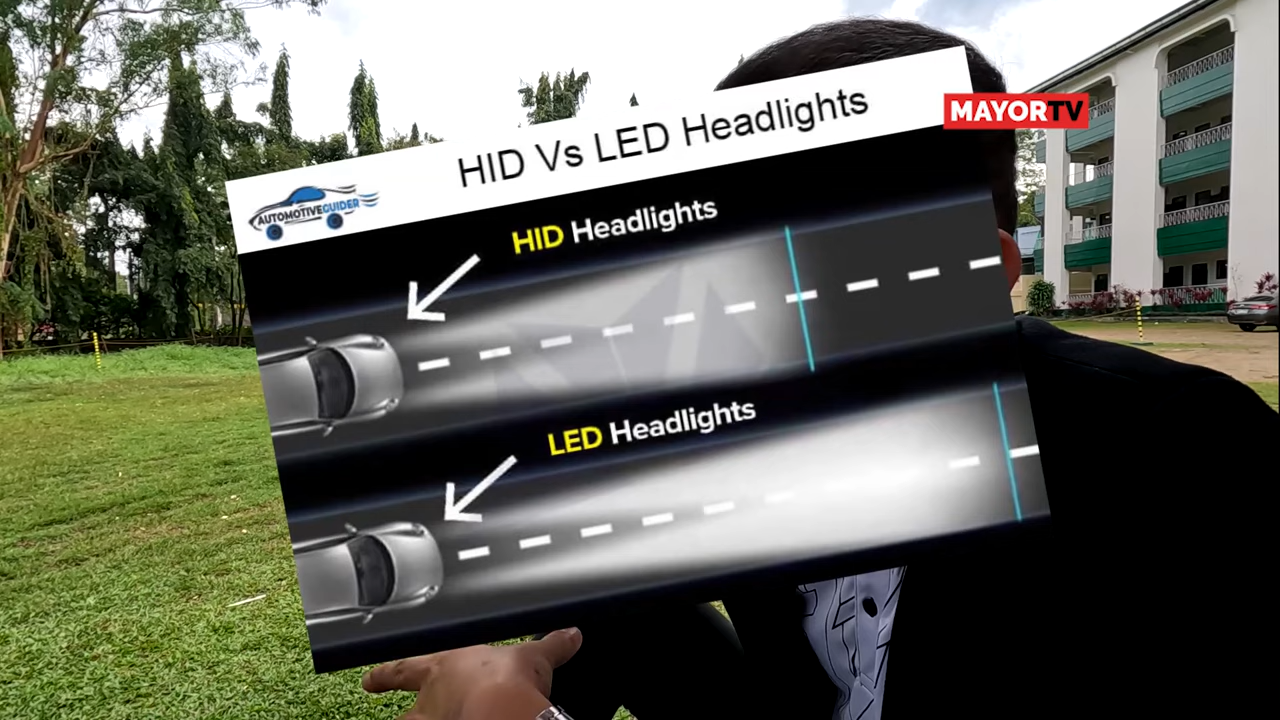 HID Vs LED Headlights
MAYORTV
AUTOMOTIVEGUIDER
HID Headlights
LED Headlights